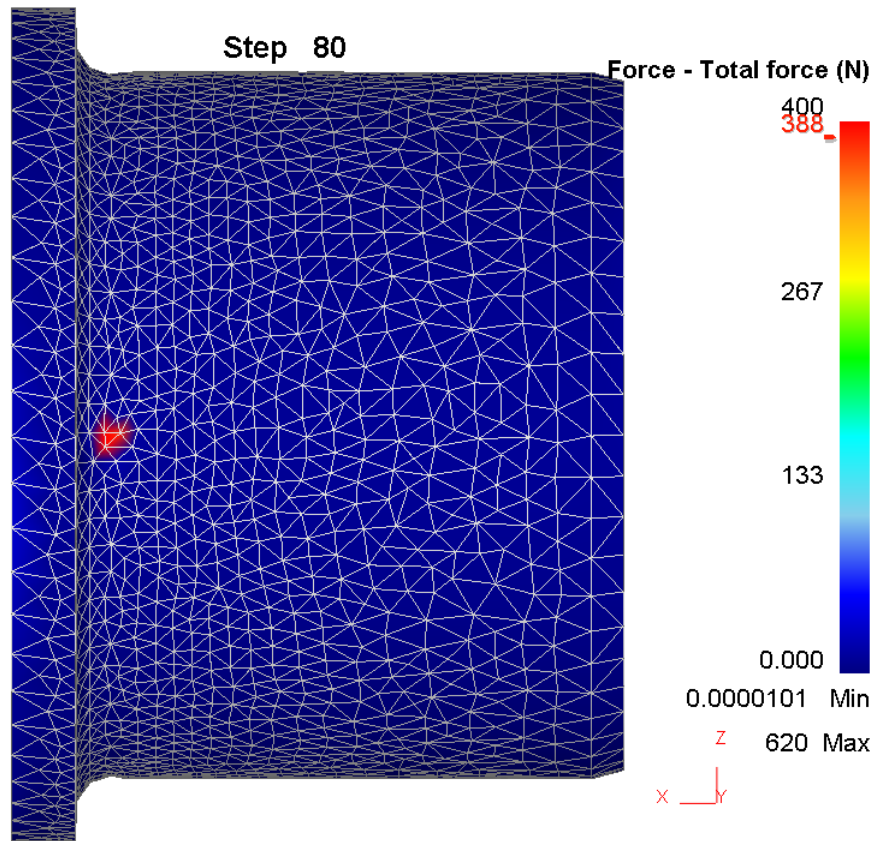 Step 80
Force - Total force (N)
400
388
267
133
0.000
0.0000101 Min
620 Max
Z
X
Y